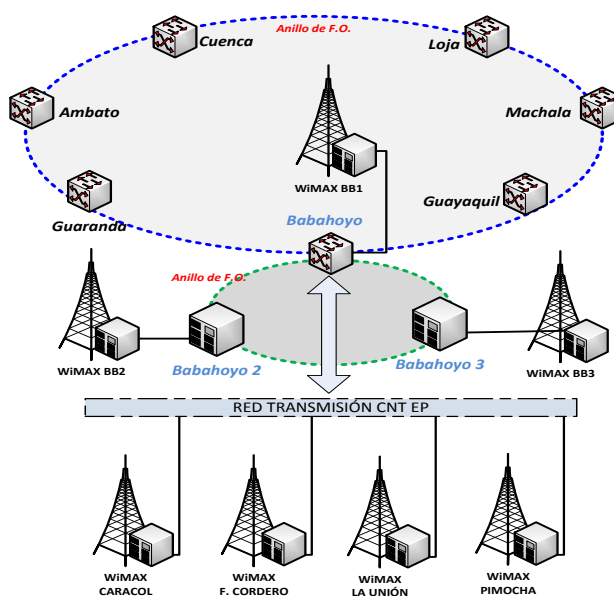 Anillo de F.O.
Cuenca
Loja
Ambato
Machala
WiMAX BB1
Guaranda
Guayaquil
Babahoyo
Anillo de F.O.
WiMAX BB2
Babahoyo 2
Babahoyo 3
WiMAX BB3
RED TRANSMISIÓN CNT EP
WiMAX
CARACOL
WiMAX
F. CORDERO
WiMAX
LA UNIÓN
WiMAX
PIMOCHA